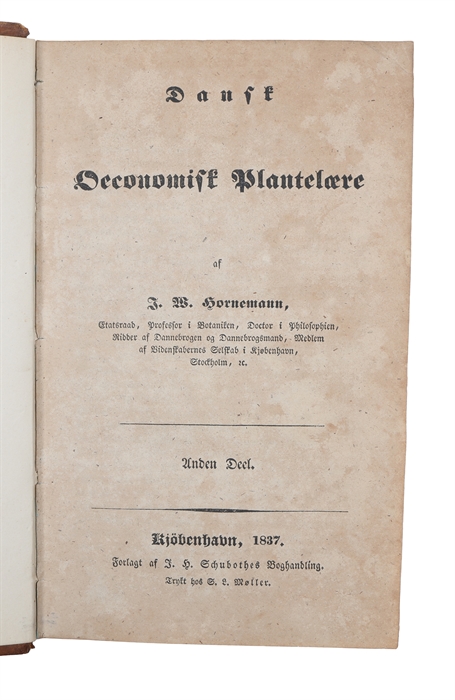 Dansk
Oeconomisk Plantelære
af
J. W. Hornemann,
Etatsraad, Professor i Botaniken, Doctor i Philosophien,
Ridder af Dannebrogen og Dannebrogsmand, Medlem
af Videnskabernes Selskab i Kjøbenhavn,
Stockholm, ꝛc.
Anden Deel.
Kjöbenhavn, 1837.
Forlagt af J. H. Schubothes Boghandling.
Trykt hos S. L. Møller.